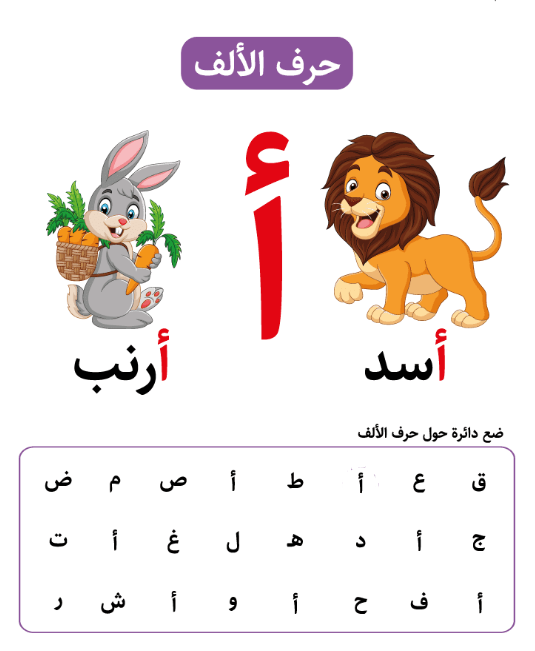 حرف الألف
أ
أسد
أرنب
ضع دائرة حول حرف الألف
ق ع أ ط أ ص م ض
ج أ د هـ ل غ أ ت
أ ف ح أ و أ ش ر